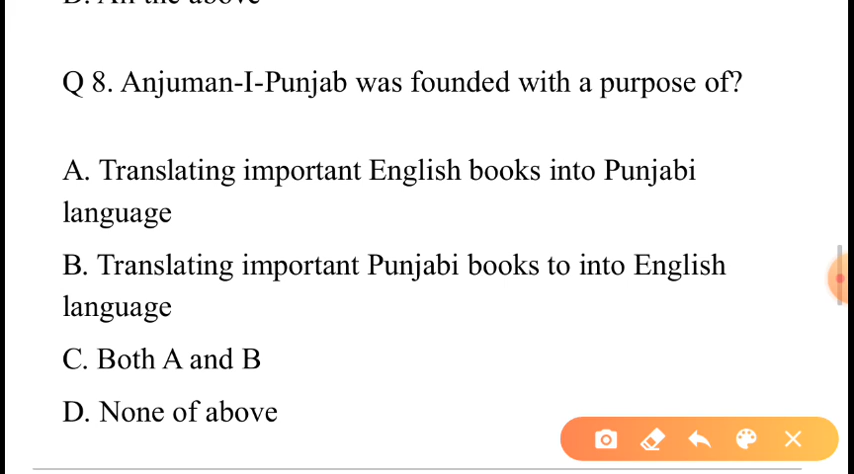 Q 8. Anjuman-I-Punjab was founded with a purpose of?
A. Translating important English books into Punjabi
language
B. Translating important Punjabi books to into English
language
C. Both A and B
D. None of above